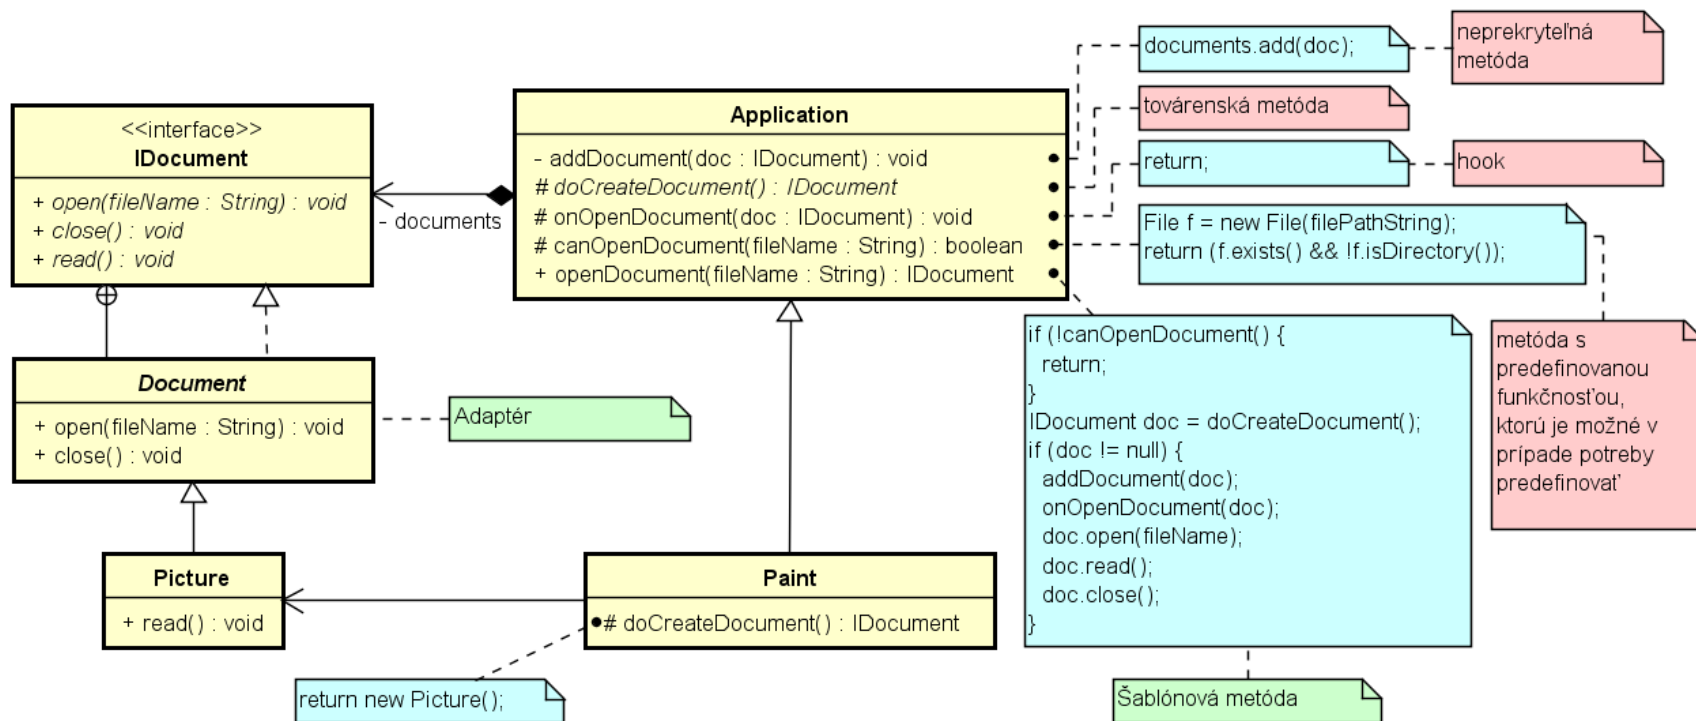 <<interface>>
IDocument
+ open(fileName : String) : void
+ close() : void
+ read() : void
- documents
Application
- addDocument(doc : IDocument) : void
# doCreateDocument() : IDocument
# onOpenDocument(doc : IDocument) : void
# canOpenDocument(fileName : String) : boolean
+ openDocument(fileName : String) : IDocument
documents.add(doc);
neprekryteľná
metóda
továrenská metóda
return;
hook
File f = new File(filePathString);
return (f.exists() && !f.isDirectory());
metóda s
predefinovanou
funkčnosťou,
ktorú je možné v
prípade potreby
predefinovať
if (!canOpenDocument() {
return;
}
IDocument doc = doCreateDocument();
if (doc != null) {
addDocument(doc);
onOpenDocument(doc);
doc.open(fileName);
doc.read();
doc.close();
}
Šablónová metóda
Document
+ open(fileName : String) : void
+ close() : void
Adaptér
Picture
+ read() : void
Paint
# doCreateDocument() : IDocument
return new Picture();